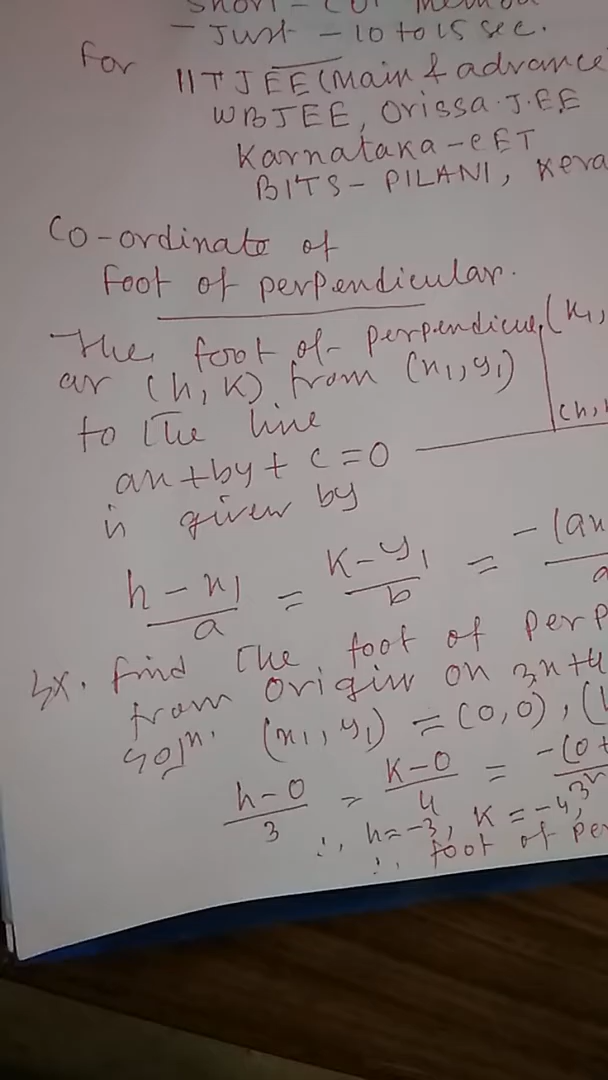 - Just - 10 to 15 sec.
For IIT JEE (Main & advance
WBJEE, Orissa. J.EE
Karnataka - CET
BITS - PILANI, Kera
Co-ordinate of
foot of perpendicular.
The foot of perpendicul
ar (h, k) from (x1, y1)
to the line
ax + by + c = 0
is given by
h - x1 / a = k - y1 / b = -(ax
Ex. Find the foot of perp
from origin on 3x + 4
Soln. (x1, y1) = (0, 0), (
h - 0 / 3 = k - 0 / 4 = -(0 +
∴ h = -3, k = -4,
∴ foot of per